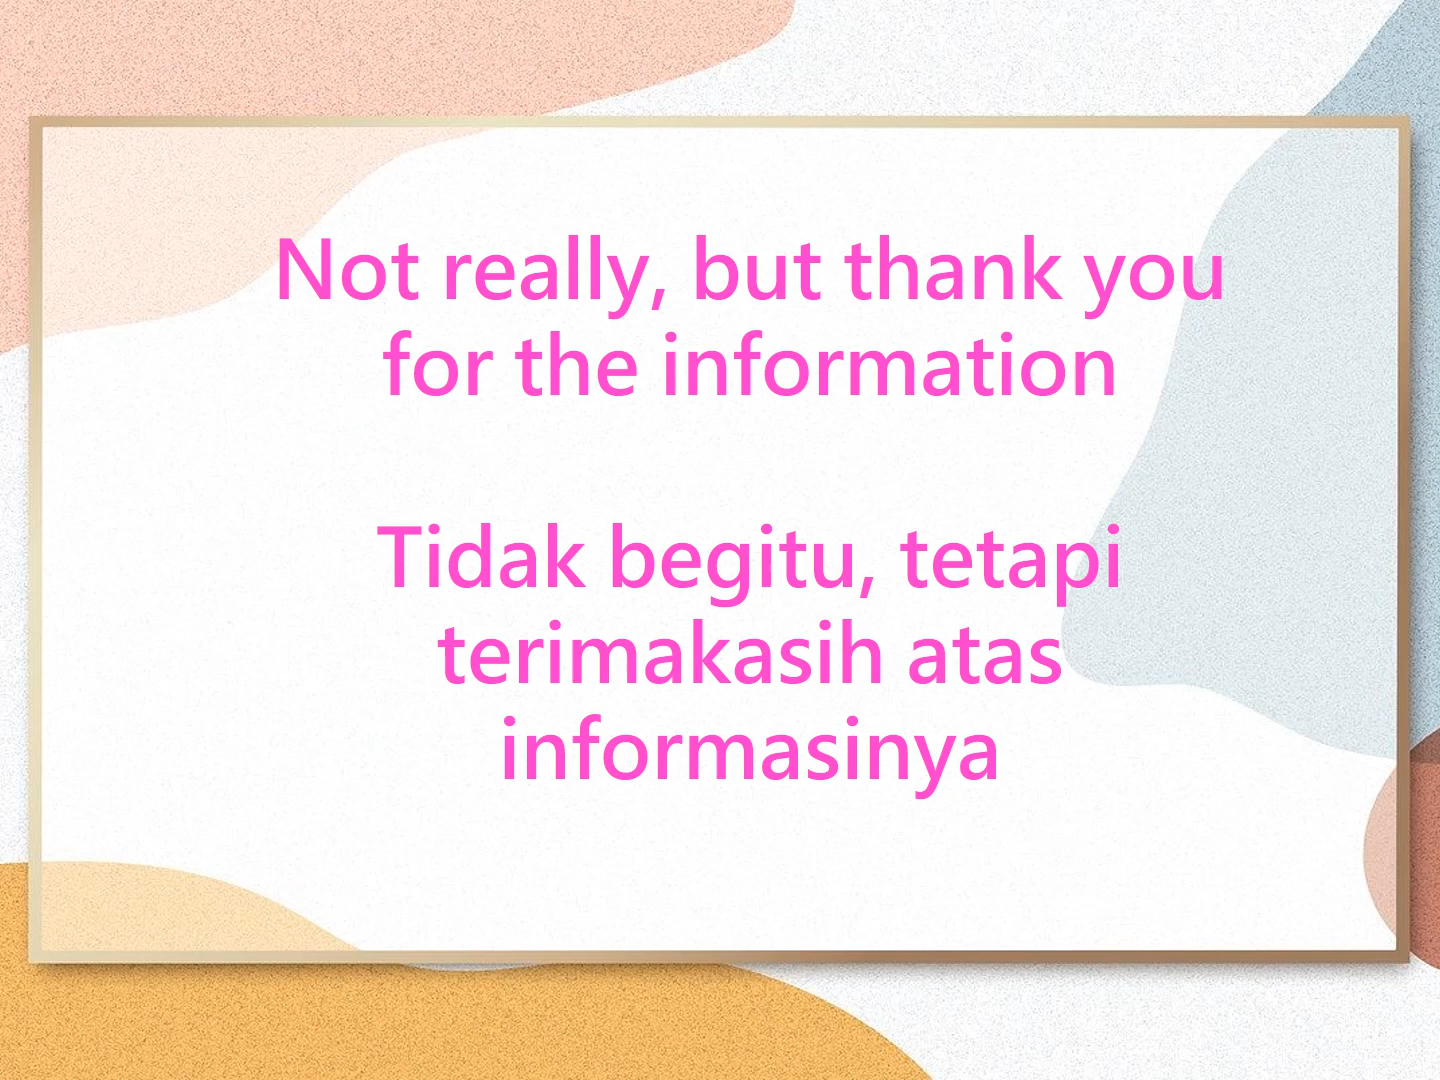 Not really, but thank you
for the information
Tidak begitu, tetapi
terimakasih atas
informasinya